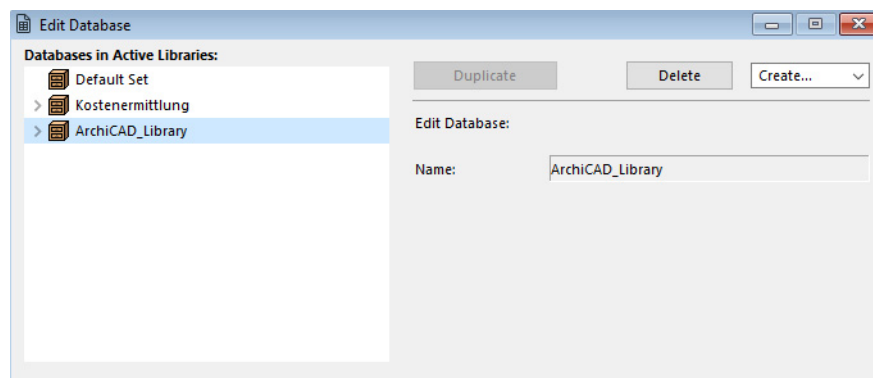 Edit Database
Databases in Active Libraries:
Default Set
Kostenermittlung
ArchiCAD_Library
Duplicate
Delete
Create...
Edit Database:
Name:
ArchiCAD_Library